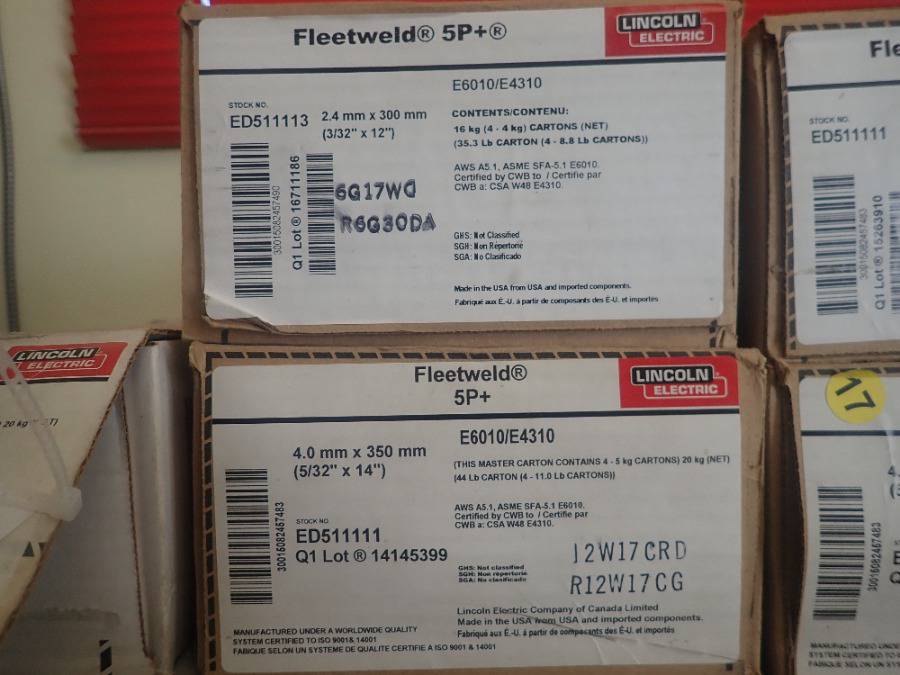 Fleetweld® 5P+®
LINCOLN
ELECTRIC
E6010/E4310
STOCK NO.
ED511113
2.4 mm x 300 mm
(3/32" x 12")
CONTENTS/CONTENU:
16 kg (4 - 4 kg) CARTONS (NET)
(35.3 Lb CARTON (4 - 8.8 Lb CARTONS))
AWS A5.1, ASME SFA-5.1 E6010.
Certified by CWB to / Certifie par
CWB a: CSA W48 E4310.
30015082457490
Q1 Lot ® 16711186
6G17WG
R6G30DA
GHS: Not Classified
SGH: Non Répertorié
SGA: No Clasificado
Made in the USA from USA and imported components.
Fabriqué aux É.-U. à partir de composants des É.-U. et importés
Fle
STOCK NO.
ED511111
30015082457483
Q1 Lot ® 15263910
LINCOLN
ELECTRIC
20 kg
Fleetweld®
5P+
LINCOLN
ELECTRIC
4.0 mm x 350 mm
(5/32" x 14")
E6010/E4310
(THIS MASTER CARTON CONTAINS 4 - 5 kg CARTONS) 20 kg (NET)
(44 Lb CARTON (4 - 11.0 Lb CARTONS))
AWS A5.1, ASME SFA-5.1 E6010.
Certified by CWB to / Certifie par
CWB a: CSA W48 E4310.
30015082457483
STOCK NO.
ED511111
Q1 Lot ® 14145399
GHS: Not classified
SGH: Non répertorié
SGA: No clasificado
12W17CRD
R12W17CG
Lincoln Electric Company of Canada Limited
Made in the USA from USA and imported components.
Fabriqué aux É.-U. à partir de composants des É.-U. et importés
MANUFACTURED UNDER A WORLDWIDE QUALITY
SYSTEM CERTIFIED TO ISO 9001& 14001
FABIQUE SELON UN SYSTEME DE QUALITE CERTIFIE A ISO 9001 & 14001
17
4.
30015082457483
Q